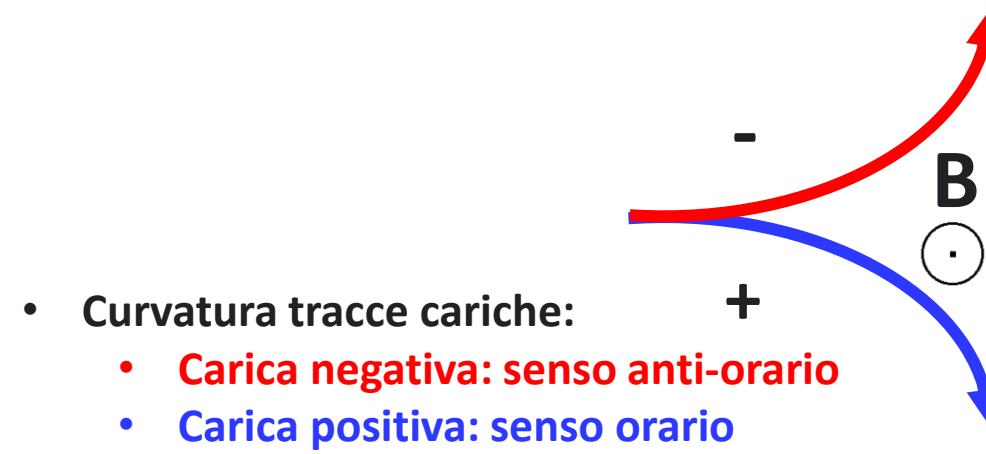 -
B
+
• Curvatura tracce cariche:
• Carica negativa: senso anti-orario
• Carica positiva: senso orario